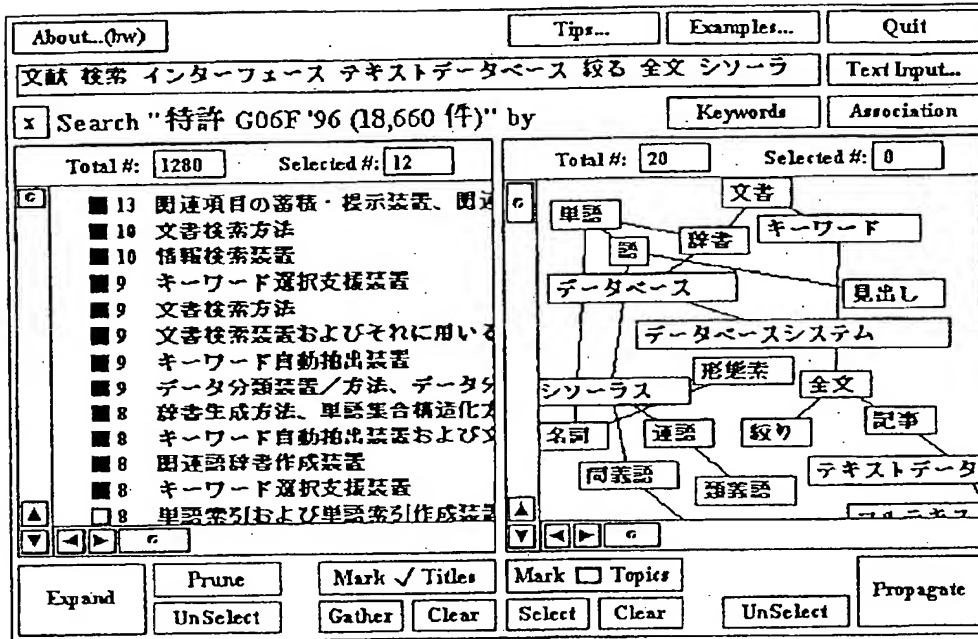 About...(hw) Tips... Examples... Quit
文献 検索 インターフェース テキストデータベース 絞る 全文 シソーラ Text Input...
x Search "特許 G06F '96 (18,660 件)" by Keywords Association
Total #: 1280 Selected #: 12
13 関連項目の蓄積・提示装置、関連
10 文書検索方法
10 情報検索装置
9 キーワード選択支援装置
9 文書検索方法
9 文書検索装置およびそれに用いる
9 キーワード自動抽出装置
9 データ分類装置/方法、データ分
8 辞書生成方法、単語集合構造化方
8 キーワード自動抽出装置および文
8 関連語辞書作成装置
8 キーワード選択支援装置
8 単語索引および単語索引作成装置
Total #: 20 Selected #: 0
文書
単語 辞書 キーワード
語
データベース 見出し
データベースシステム
形態素
シソーラス 全文
名詞 連語 絞り 記事
同義語 類義語 テキストデータ
フルテキス
Expand Prune Mark ✓ Titles Mark □ Topics Propagate
UnSelect Gather Clear Select Clear UnSelect